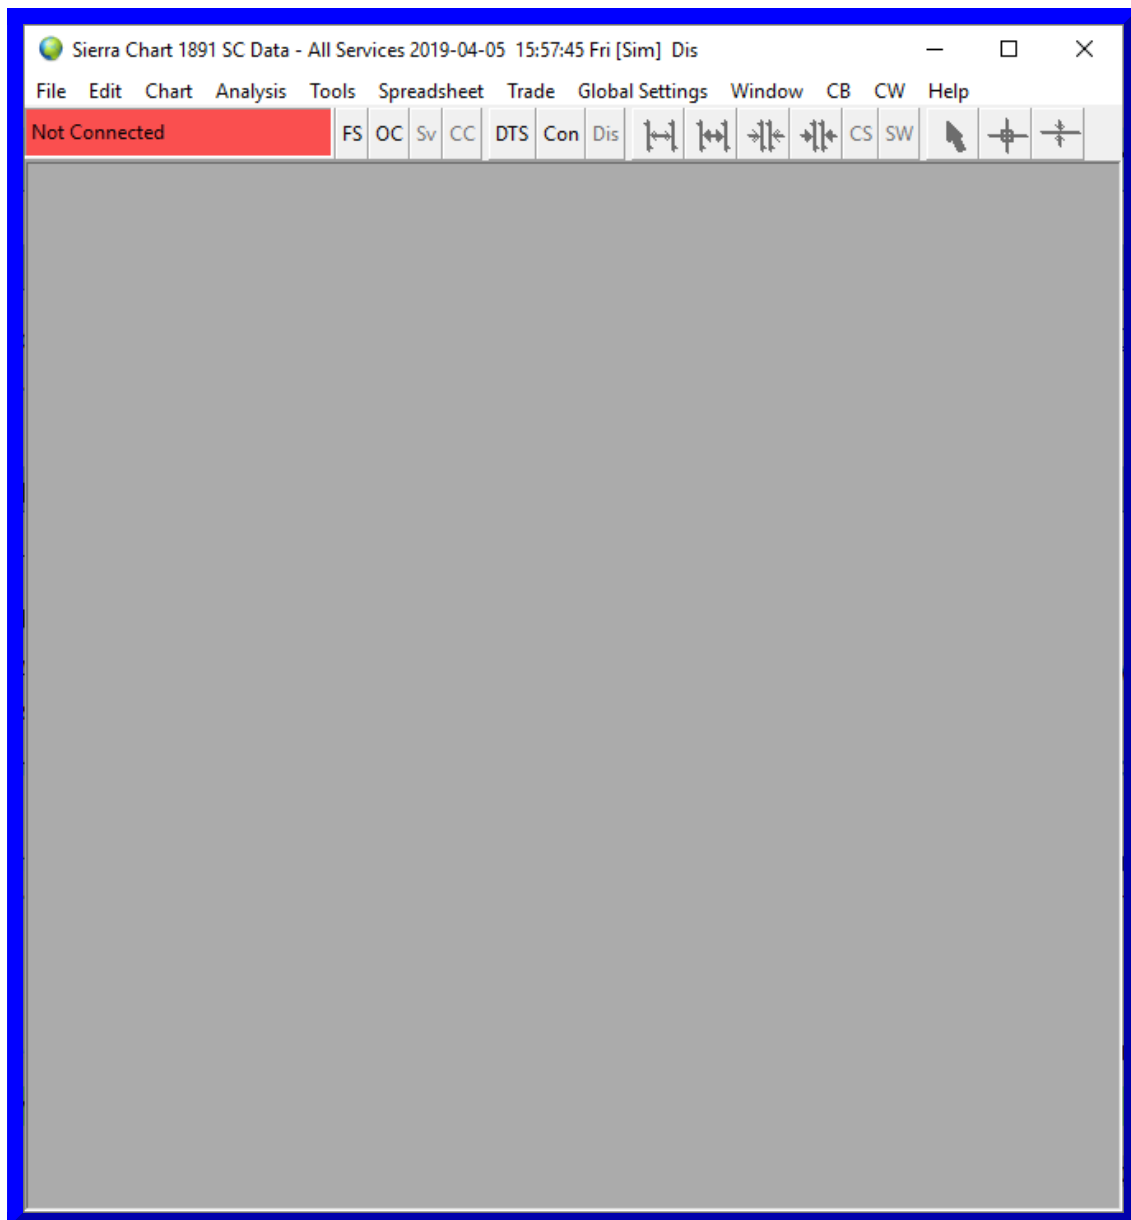 Sierra Chart 1891 SC Data - All Services 2019-04-05  15:57:45 Fri [Sim]  Dis
File Edit Chart Analysis Tools Spreadsheet Trade Global Settings Window CB CW Help
Not Connected FS OC Sv CC DTS Con Dis CS SW